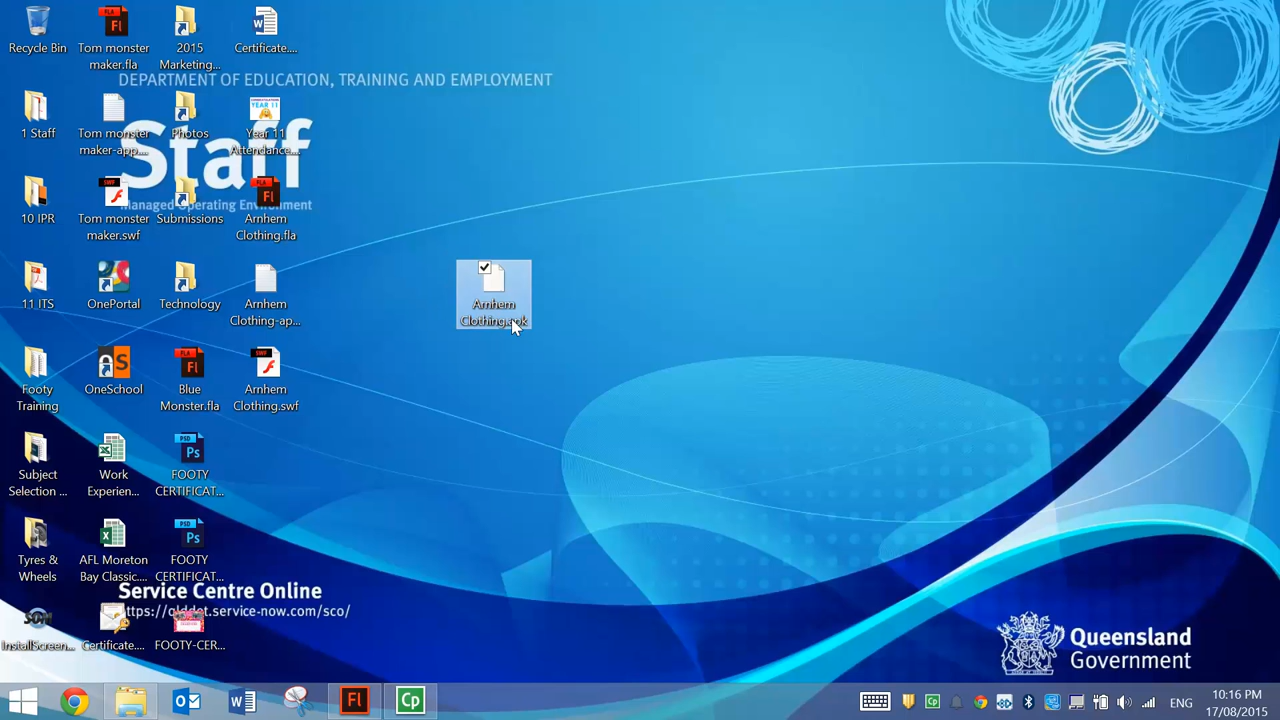 Recycle Bin
Tom monster
maker.fla
2015
Marketing...
Certificate....
DEPARTMENT OF EDUCATION, TRAINING AND EMPLOYMENT
1 Staff
Tom monster
maker-app....
Photos
Year 11
Attendance...
CONGRATULATIONS
YEAR 11
Staff
Managed Operating Environment
10 IPR
Tom monster
maker.swf
Submissions
Arnhem
Clothing.fla
11 ITS
OnePortal
Technology
Arnhem
Clothing-ap...
Arnhem
Clothing.apk
Footy
Training
OneSchool
Blue
Monster.fla
Arnhem
Clothing.swf
Subject
Selection ...
Work
Experien...
FOOTY
CERTIFICAT...
Tyres &
Wheels
AFL Moreton
Bay Classic....
FOOTY
CERTIFICAT...
Service Centre Online
https://qlddet.service-now.com/sco/
InstallScreen...
Certificate....
FOOTY-CER...
Queensland
Government
ENG
10:16 PM
17/08/2015